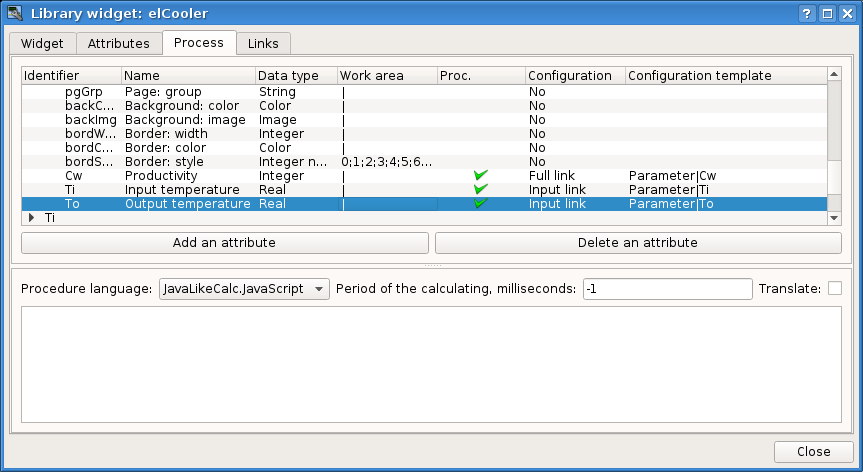 Library widget: elCooler
Widget Attributes Process Links
Identifier Name Data type Work area Proc. Configuration Configuration template
pgGrp Page: group String | No
backC... Background: color Color | No
backImg Background: image Image | No
bordW... Border: width Integer | No
bordC... Border: color Color | No
bordS... Border: style Integer n... 0;1;2;3;4;5;6... No
Cw Productivity Integer | Full link Parameter|Cw
Ti Input temperature Real | Input link Parameter|Ti
To Output temperature Real | Input link Parameter|To
Ti
Add an attribute Delete an attribute
Procedure language: JavaLikeCalc.JavaScript Period of the calculating, milliseconds: -1 Translate:
Close